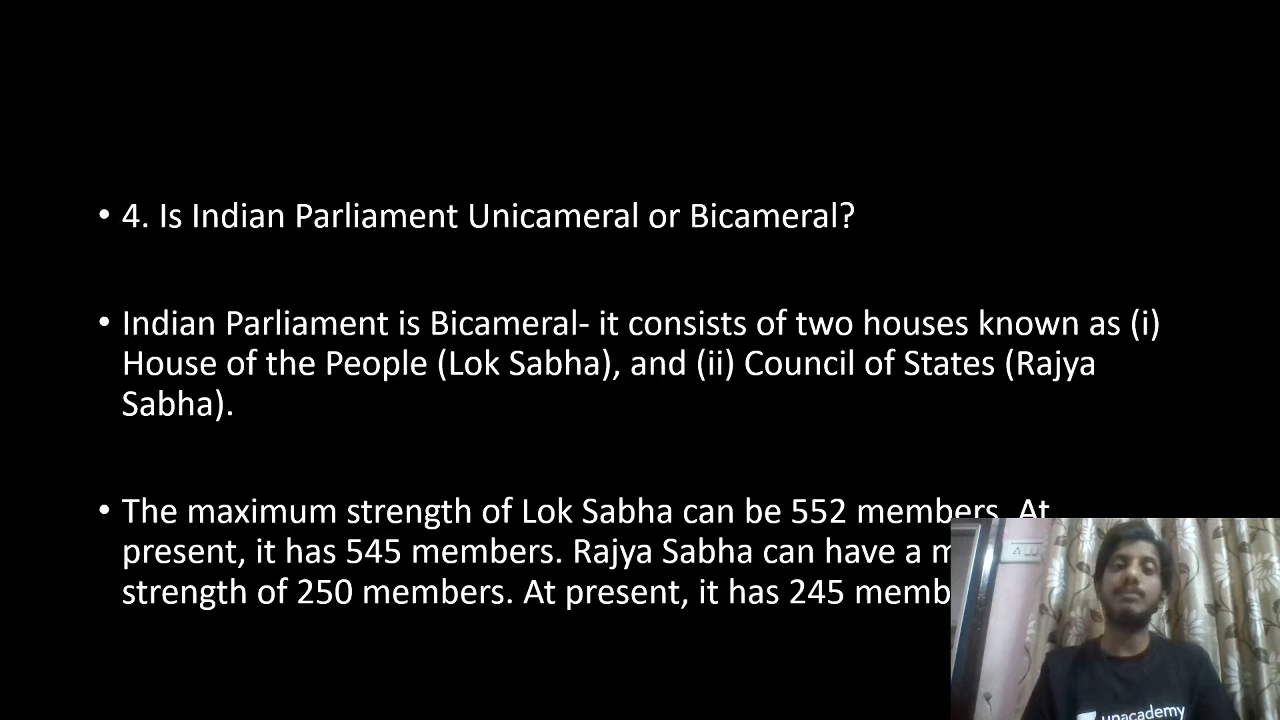 • 4. Is Indian Parliament Unicameral or Bicameral?
• Indian Parliament is Bicameral- it consists of two houses known as (i)
House of the People (Lok Sabha), and (ii) Council of States (Rajya
Sabha).
• The maximum strength of Lok Sabha can be 552 members. At
present, it has 545 members. Rajya Sabha can have a m
strength of 250 members. At present, it has 245 memb
unacademy